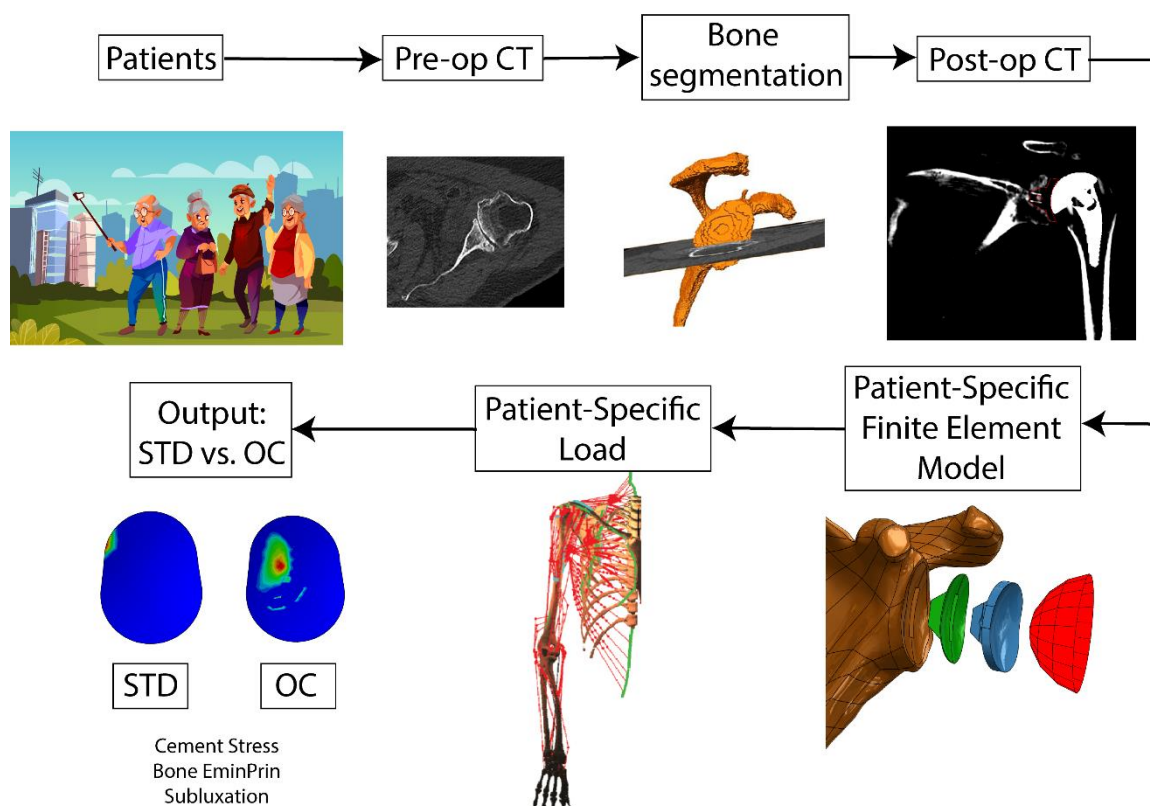 Patients
Pre-op CT
Bone
segmentation
Post-op CT
Output:
STD vs. OC
Patient-Specific
Load
Patient-Specific
Finite Element
Model
STD
OC
Cement Stress
Bone EminPrin
Subluxation